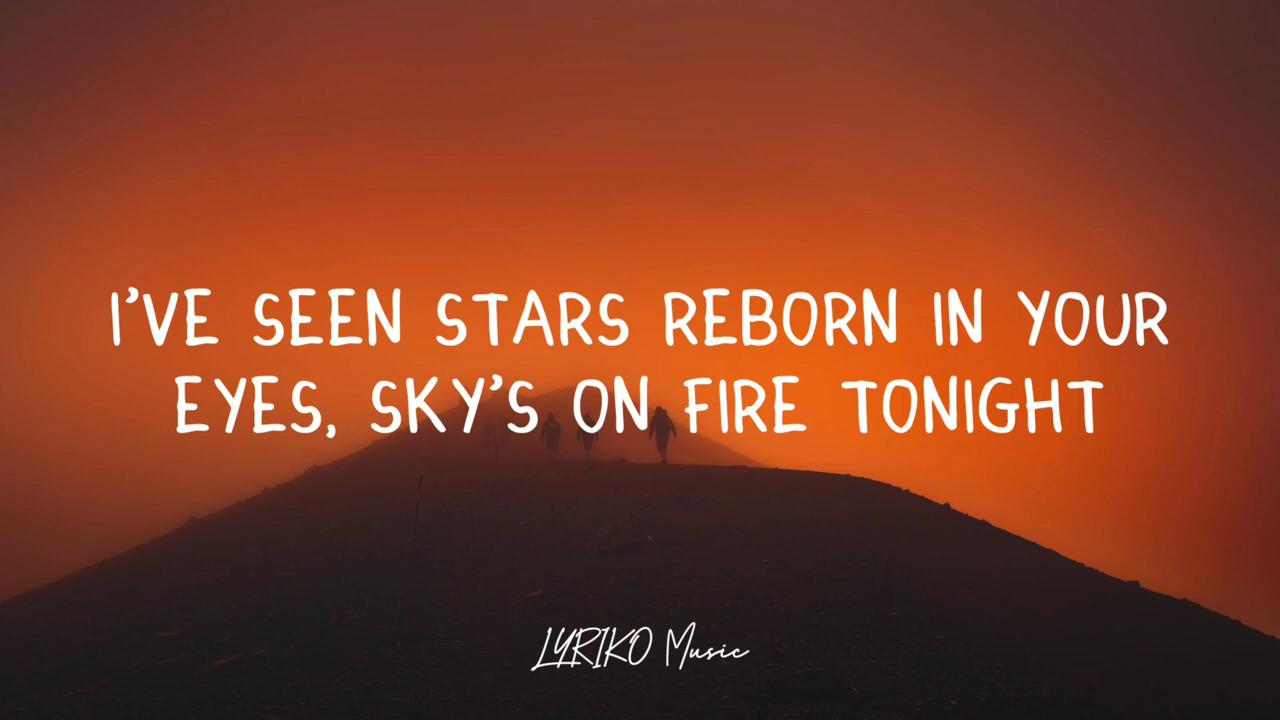 I'VE SEEN STARS REBORN IN YOUR
EYES, SKY'S ON FIRE TONIGHT
LYRIKO Music